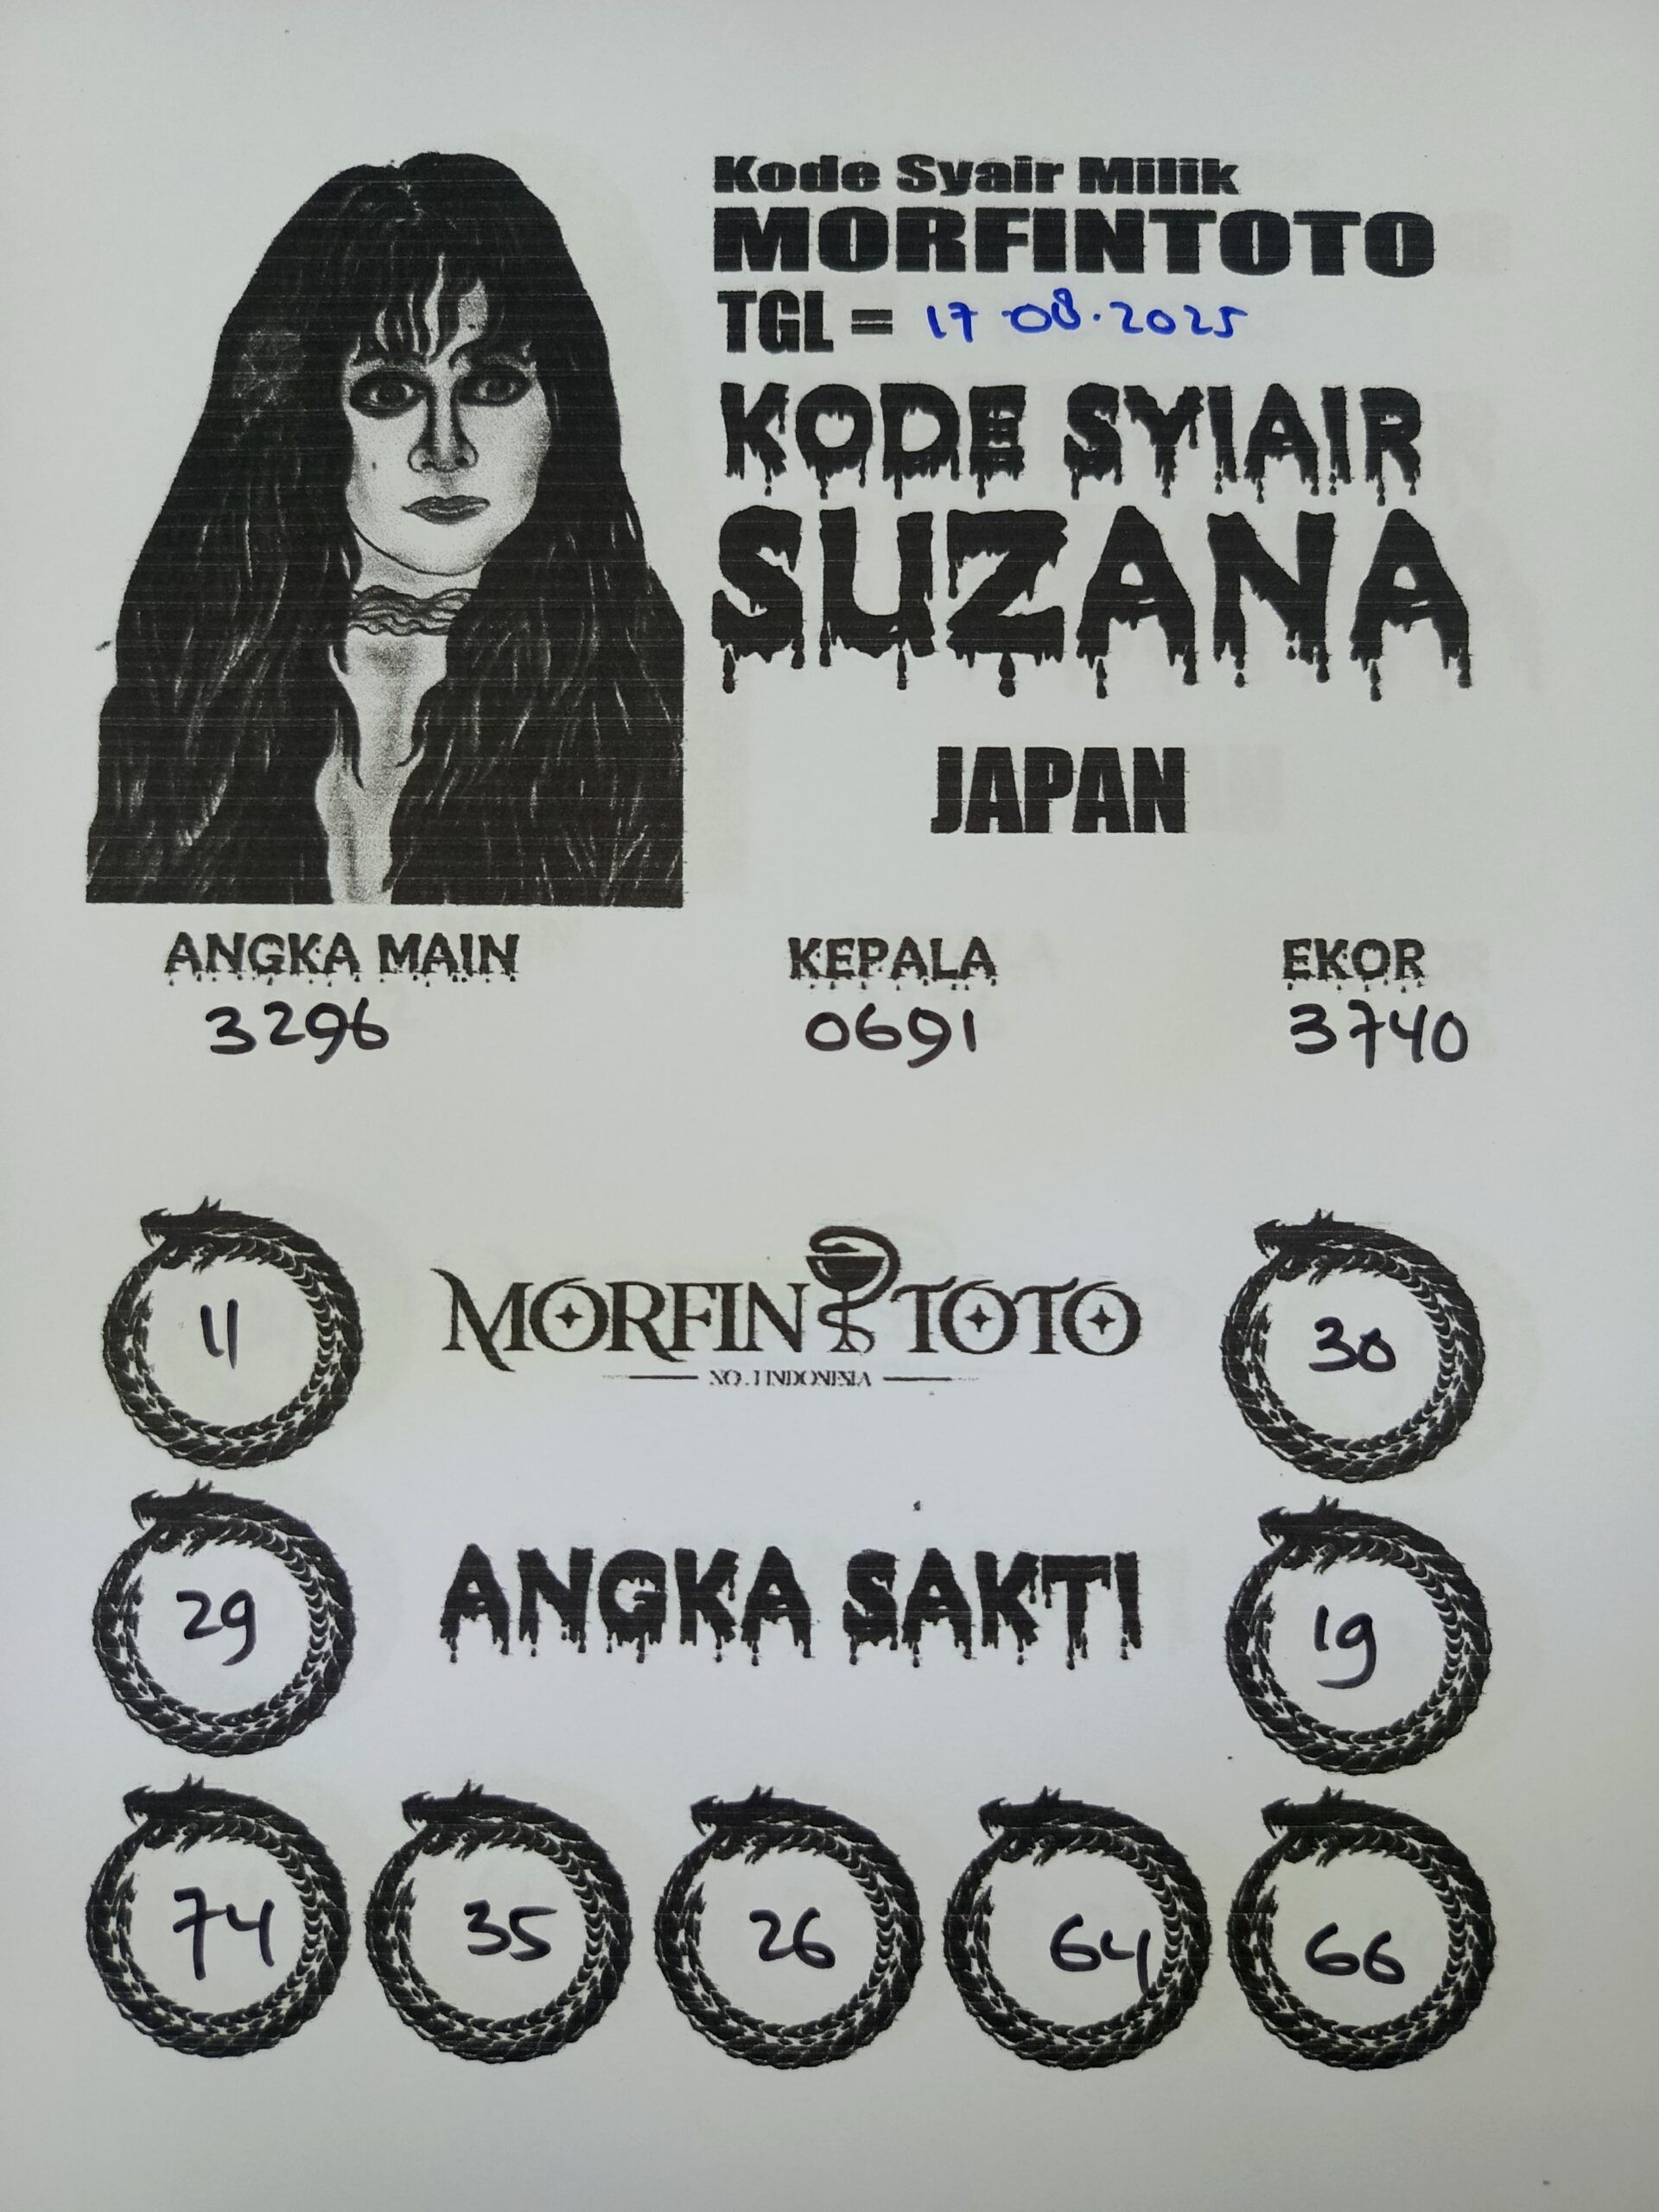 Kode Syair Milik
MORFINTOTO
TGL = 17-08-2025
KODE SYIAIR
SUZANA
JAPAN
ANGKA MAIN KEPALA EKOR
3296 0691 3740
11 MORFIN TOTO 30
NO.1 INDONESIA
29 ANGKA SAKTI 19
74 35 26 64 66